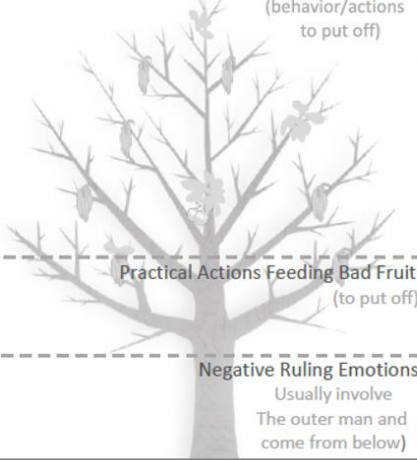 (behavior/actions
to put off)
Practical Actions Feeding Bad Fruit
(to put off)
Negative Ruling Emotions
Usually involve
The outer man and
come from below)